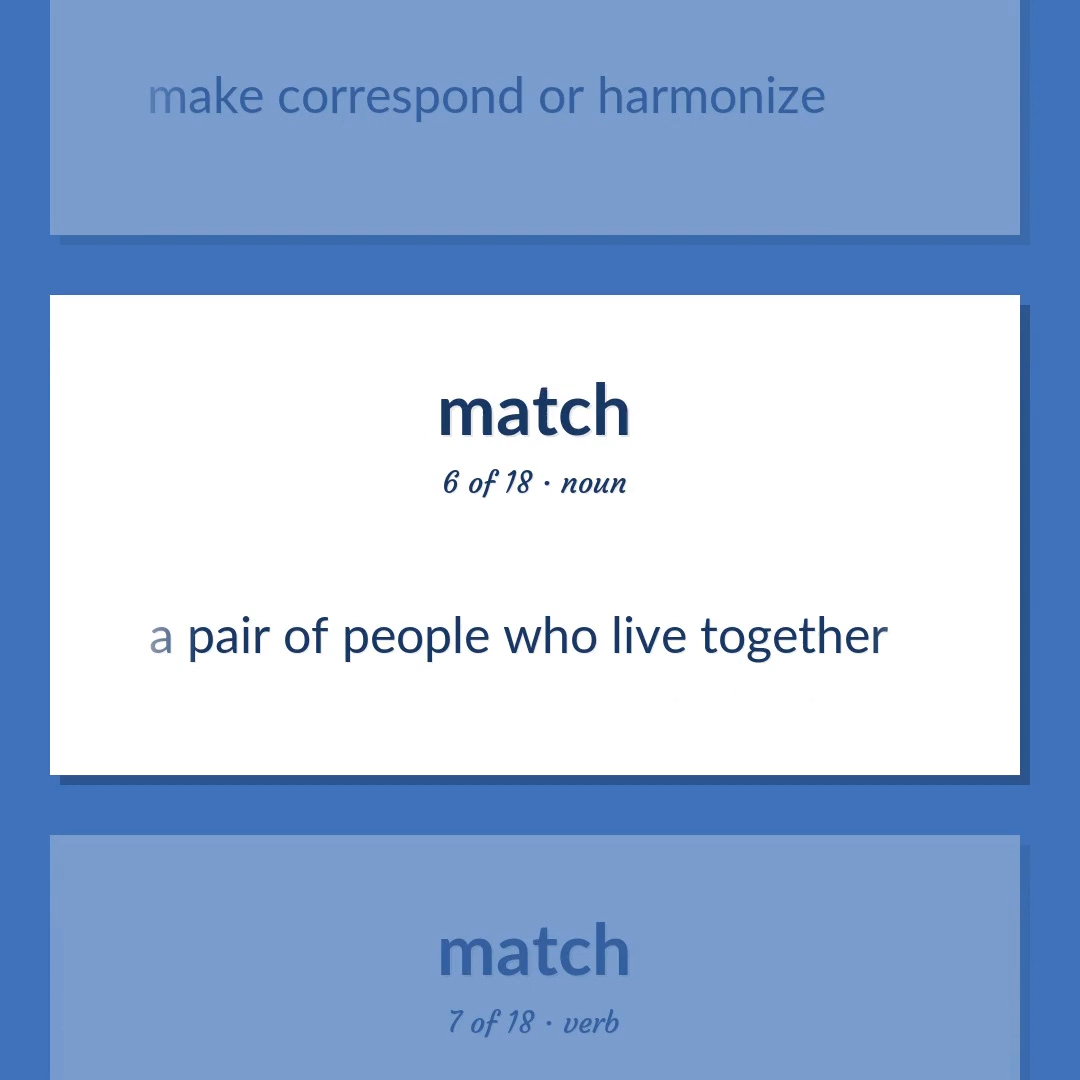 make correspond or harmonize
match
6 of 18 · noun
a pair of people who live together
match
7 of 18 · verb